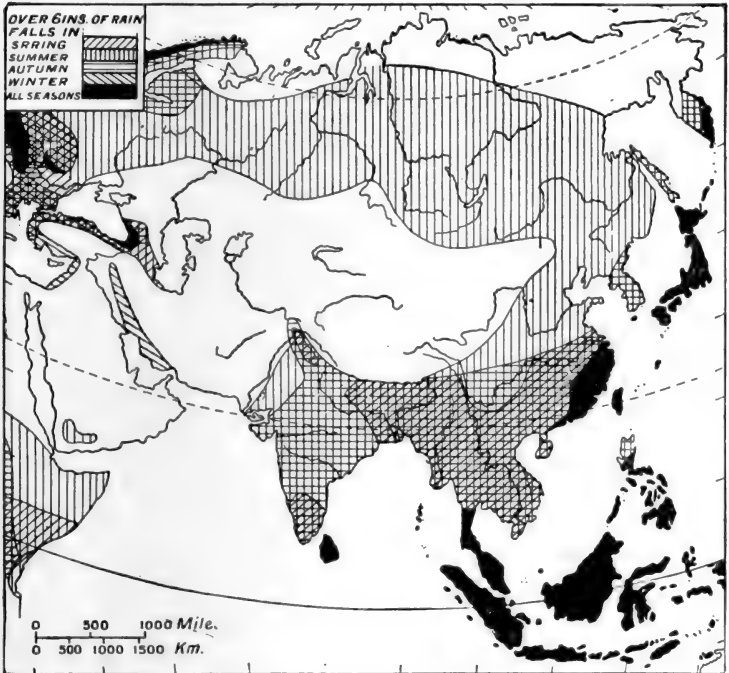 OVER 6INS. OF RAIN
FALLS IN:
SRRING
SUMMER
AUTUMN
WINTER
ALL SEASONS
0 500 1000 Mile.
0 500 1000 1500 Km.